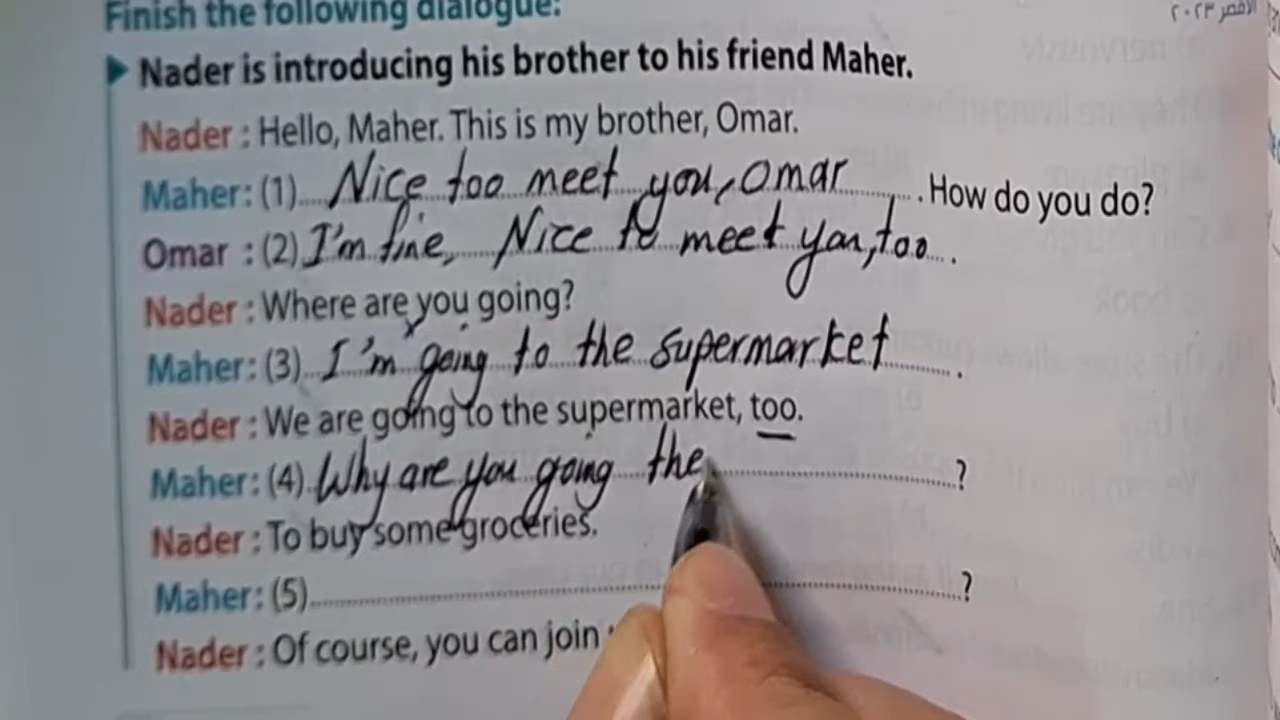 Finish the following dialogue:
الأقصر ٢٠٢٣
Nader is introducing his brother to his friend Maher.
Nader : Hello, Maher. This is my brother, Omar.
Maher: (1) Nice too meet you, Omar. How do you do?
Omar : (2) I'm fine, Nice to meet you, too.
Nader : Where are you going?
Maher: (3) I'm going to the supermarket.
Nader : We are going to the supermarket, too.
Maher: (4) Why are you going the ?
Nader : To buy some groceries.
Maher: (5) ?
Nader : Of course, you can join